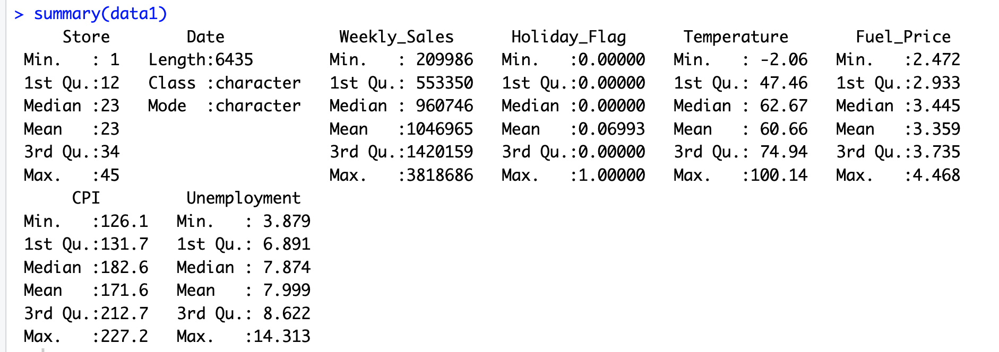 > summary(data1)
     Store        Date            Weekly_Sales      Holiday_Flag      Temperature       Fuel_Price   
 Min.   : 1   Length:6435        Min.   : 209986   Min.   :0.00000   Min.   : -2.06   Min.   :2.472  
 1st Qu.:12   Class :character   1st Qu.: 553350   1st Qu.:0.00000   1st Qu.: 47.46   1st Qu.:2.933  
 Median :23   Mode  :character   Median : 960746   Median :0.00000   Median : 62.67   Median :3.445  
 Mean   :23                      Mean   :1046965   Mean   :0.06993   Mean   : 60.66   Mean   :3.359  
 3rd Qu.:34                      3rd Qu.:1420159   3rd Qu.:0.00000   3rd Qu.: 74.94   3rd Qu.:3.735  
 Max.   :45                      Max.   :3818686   Max.   :1.00000   Max.   :100.14   Max.   :4.468  
      CPI         Unemployment   
 Min.   :126.1   Min.   : 3.879  
 1st Qu.:131.7   1st Qu.: 6.891  
 Median :182.6   Median : 7.874  
 Mean   :171.6   Mean   : 7.999  
 3rd Qu.:212.7   3rd Qu.: 8.622  
 Max.   :227.2   Max.   :14.313